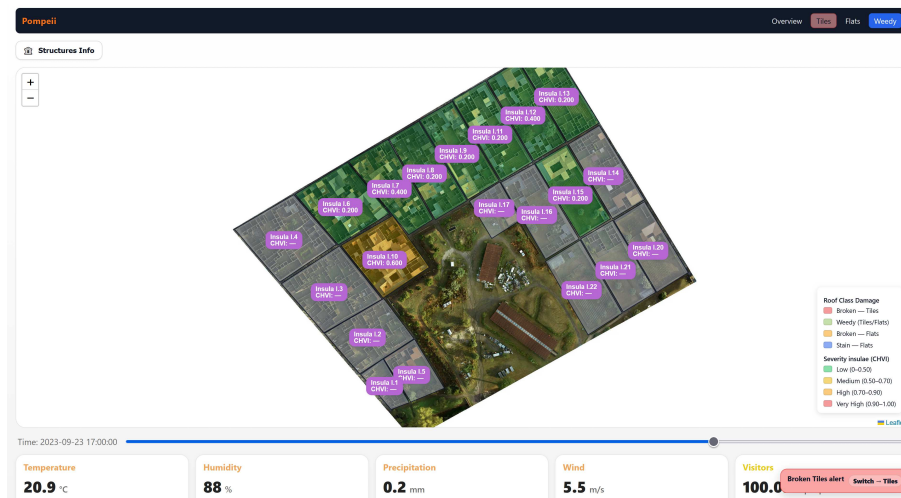 Pompeii
Overview Tiles Flats Weedy
Structures Info
+
−
Insula I.13
CHVI: 0.200
Insula I.12
CHVI: 0.400
Insula I.11
CHVI: 0.200
Insula I.9
CHVI: 0.200
Insula I.8
CHVI: 0.200
Insula I.7
CHVI: 0.400
Insula I.6
CHVI: 0.200
Insula I.14
CHVI: —
Insula I.15
CHVI: 0.200
Insula I.17
CHVI: —
Insula I.16
CHVI: —
Insula I.4
CHVI: —
Insula I.10
CHVI: 0.600
Insula I.20
CHVI: —
Insula I.21
CHVI: —
Insula I.22
CHVI: —
Insula I.3
CHVI: —
Insula I.2
CHVI: —
Insula I.5
CHVI: —
Insula I.1
CHVI: —
Roof Class Damage
Broken — Tiles
Weedy (Tiles/Flats)
Broken — Flats
Stain — Flats
Severity insulae (CHVI)
Low (0–0.50)
Medium (0.50–0.70)
High (0.70–0.90)
Very High (0.90–1.00)
Leafle
Time: 2023-09-23 17:00:00
Temperature
20.9 °C
Humidity
88 %
Precipitation
0.2 mm
Wind
5.5 m/s
Visitors
100.0
Broken Tiles alert Switch → Tiles